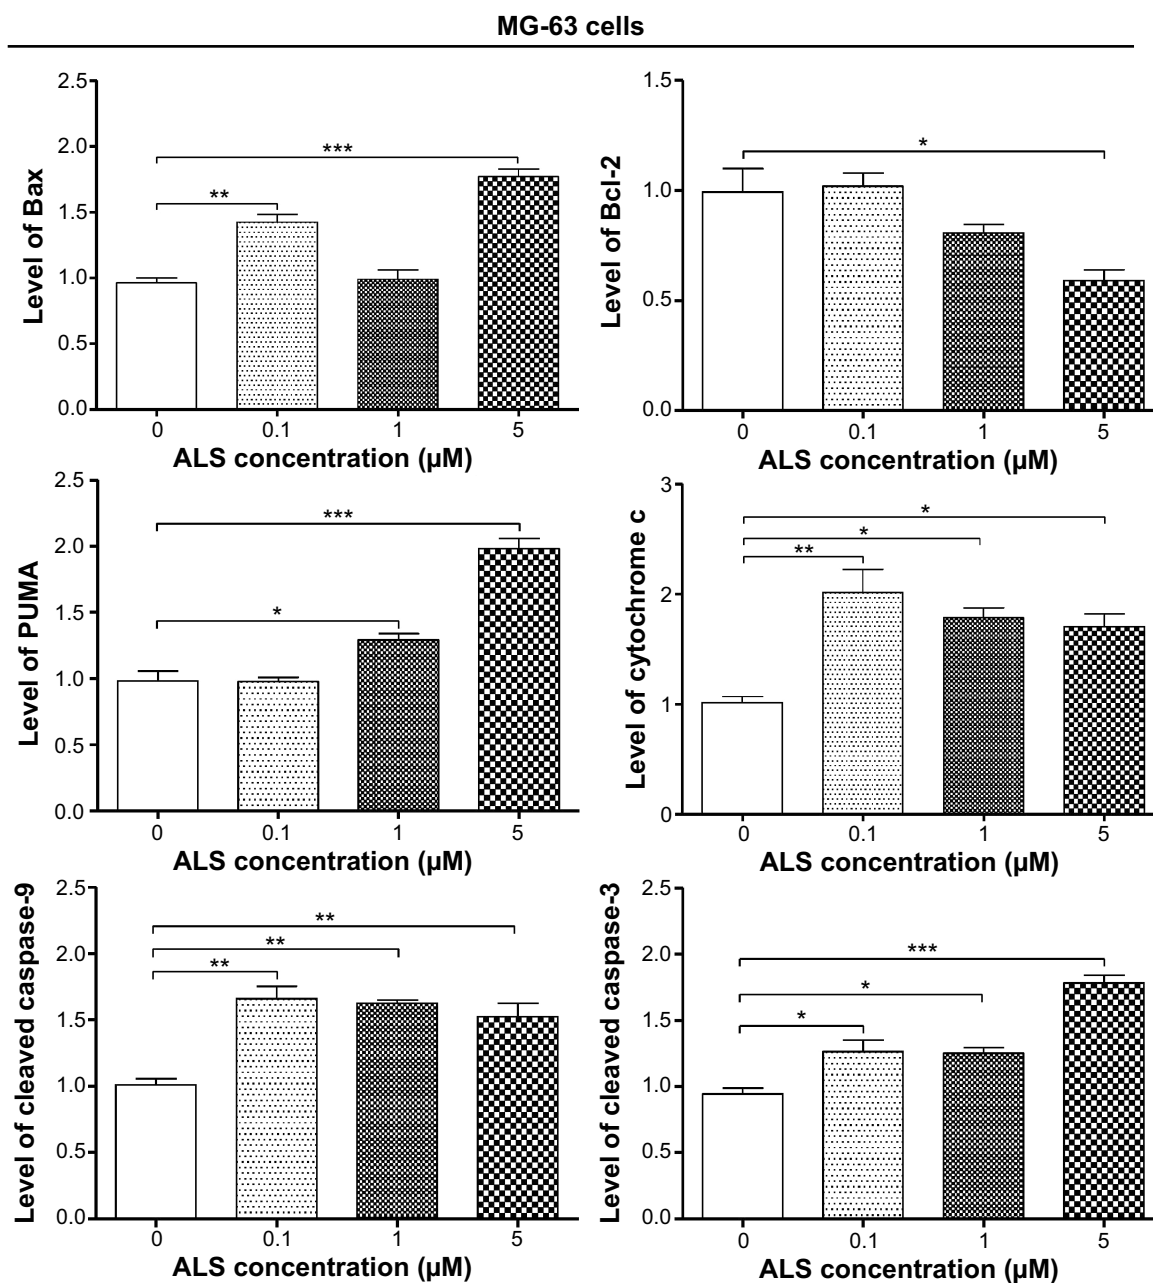 MG-63 cells
Level of Bax
2.5
2.0
1.5
1.0
0.5
0.0
***
**
0 0.1 1 5
ALS concentration (µM)
Level of Bcl-2
1.5
1.0
0.5
0.0
*
0 0.1 1 5
ALS concentration (µM)
Level of PUMA
2.5
2.0
1.5
1.0
0.5
0.0
***
*
0 0.1 1 5
ALS concentration (µM)
Level of cytochrome c
3
2
1
0
*
*
**
0 0.1 1 5
ALS concentration (µM)
Level of cleaved caspase-9
2.5
2.0
1.5
1.0
0.5
0.0
**
**
**
0 0.1 1 5
ALS concentration (µM)
Level of cleaved caspase-3
2.5
2.0
1.5
1.0
0.5
0.0
***
*
*
0 0.1 1 5
ALS concentration (µM)